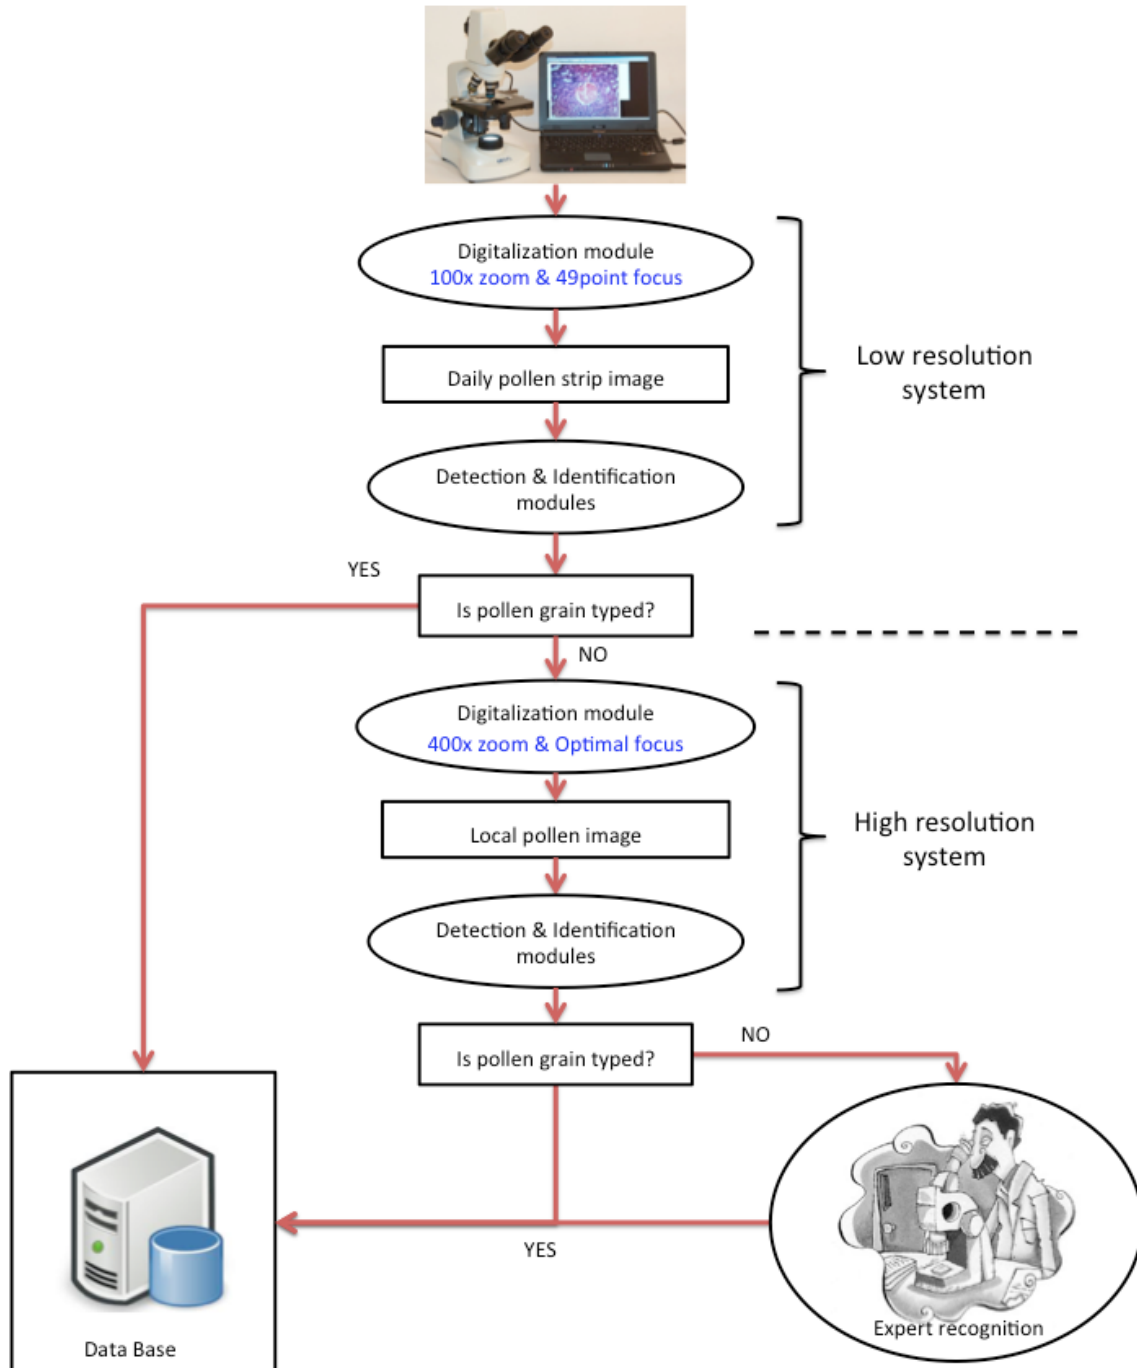 Digitalization module
100x zoom & 49point focus
Daily pollen strip image
Low resolution
system
Detection & Identification
modules
YES
Is pollen grain typed?
NO
Digitalization module
400x zoom & Optimal focus
Local pollen image
High resolution
system
Detection & Identification
modules
Is pollen grain typed?
NO
YES
Expert recognition
Data Base